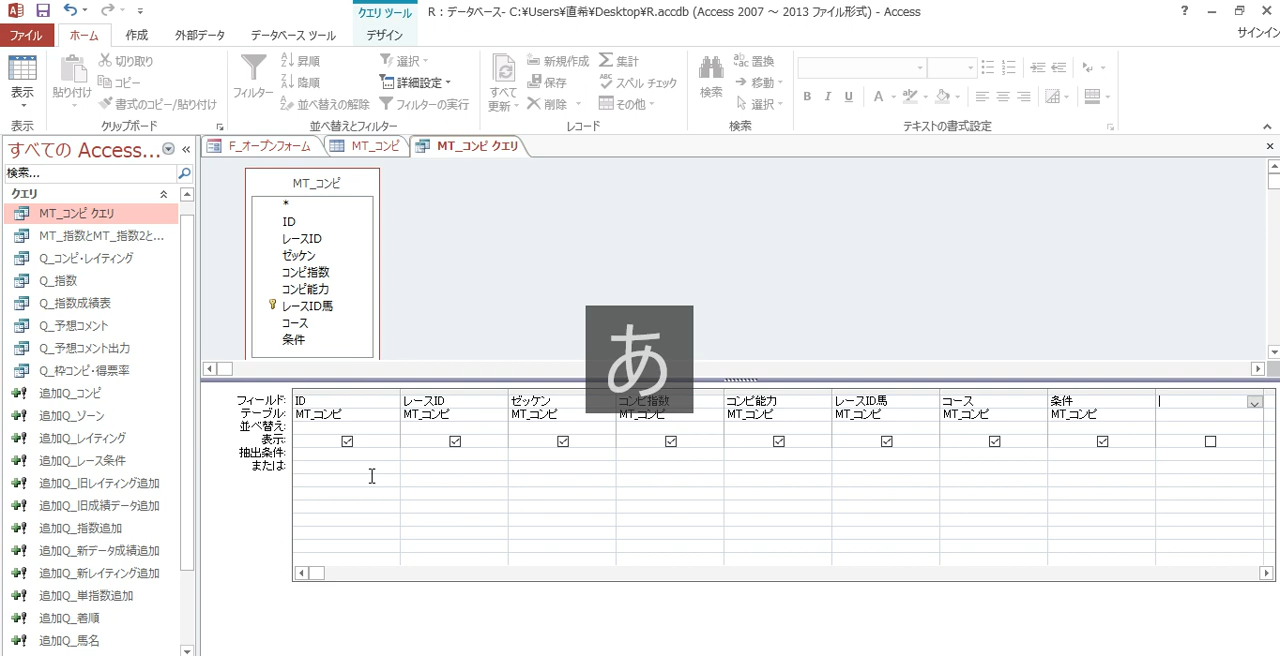 クエリ ツール
R : データベース- C:¥Users¥直希¥Desktop¥R.accdb (Access 2007 ～ 2013 ファイル形式) - Access
ファイル
ホーム
作成
外部データ
データベース ツール
デザイン
サインイン
表示
貼り付け
切り取り
コピー
書式のコピー/貼り付け
フィルター
昇順
降順
並べ替えの解除
選択
詳細設定
フィルターの実行
すべて
更新
新規作成
保存
削除
集計
スペル チェック
その他
検索
置換
移動
選択
B I U
表示
クリップボード
並べ替えとフィルター
レコード
検索
テキストの書式設定
すべての Access...
検索...
クエリ
MT_コンピ クエリ
MT_指数とMT_指数2と...
Q_コンピ・レイティング
Q_指数
Q_指数成績表
Q_予想コメント
Q_予想コメント出力
Q_枠コンピ・得票率
追加Q_コンピ
追加Q_ゾーン
追加Q_レイティング
追加Q_レース条件
追加Q_旧レイティング追加
追加Q_旧成績データ追加
追加Q_指数追加
追加Q_新データ成績追加
追加Q_新レイティング追加
追加Q_単指数追加
追加Q_着順
追加Q_馬名
F_オープンフォーム
MT_コンピ
MT_コンピ クエリ
MT_コンピ
*
ID
レースID
ゼッケン
コンピ指数
コンピ能力
レースID馬
コース
条件
あ
フィールド: ID レースID ゼッケン コンピ指数 コンピ能力 レースID馬 コース 条件
テーブル: MT_コンピ MT_コンピ MT_コンピ MT_コンピ MT_コンピ MT_コンピ MT_コンピ MT_コンピ
並べ替え:
表示:
抽出条件:
または: